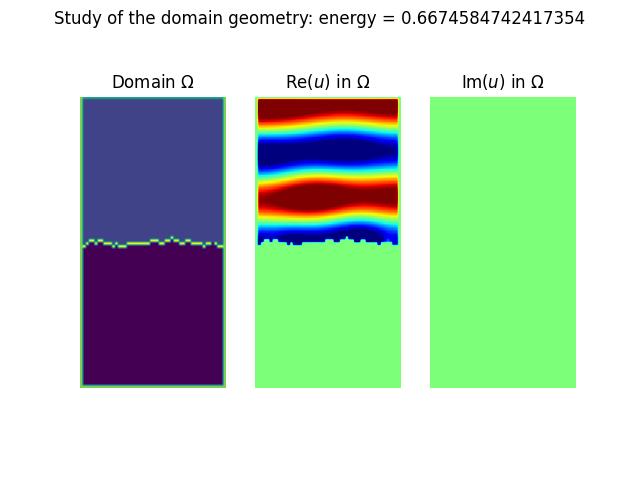 Study of the domain geometry: energy = 0.6674584742417354
Domain Ω
Re(u) in Ω
Im(u) in Ω